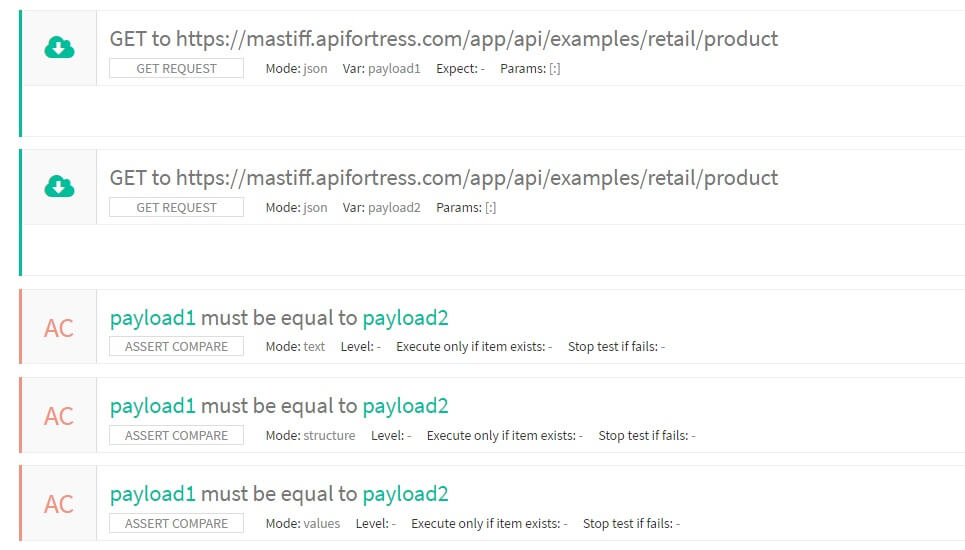 GET to https://mastiff.apifortress.com/app/api/examples/retail/product
GET REQUEST Mode: json Var: payload1 Expect: - Params: [:]
GET to https://mastiff.apifortress.com/app/api/examples/retail/product
GET REQUEST Mode: json Var: payload2 Params: [:]
AC payload1 must be equal to payload2
ASSERT COMPARE Mode: text Level: - Execute only if item exists: - Stop test if fails: -
AC payload1 must be equal to payload2
ASSERT COMPARE Mode: structure Level: - Execute only if item exists: - Stop test if fails: -
AC payload1 must be equal to payload2
ASSERT COMPARE Mode: values Level: - Execute only if item exists: - Stop test if fails: -